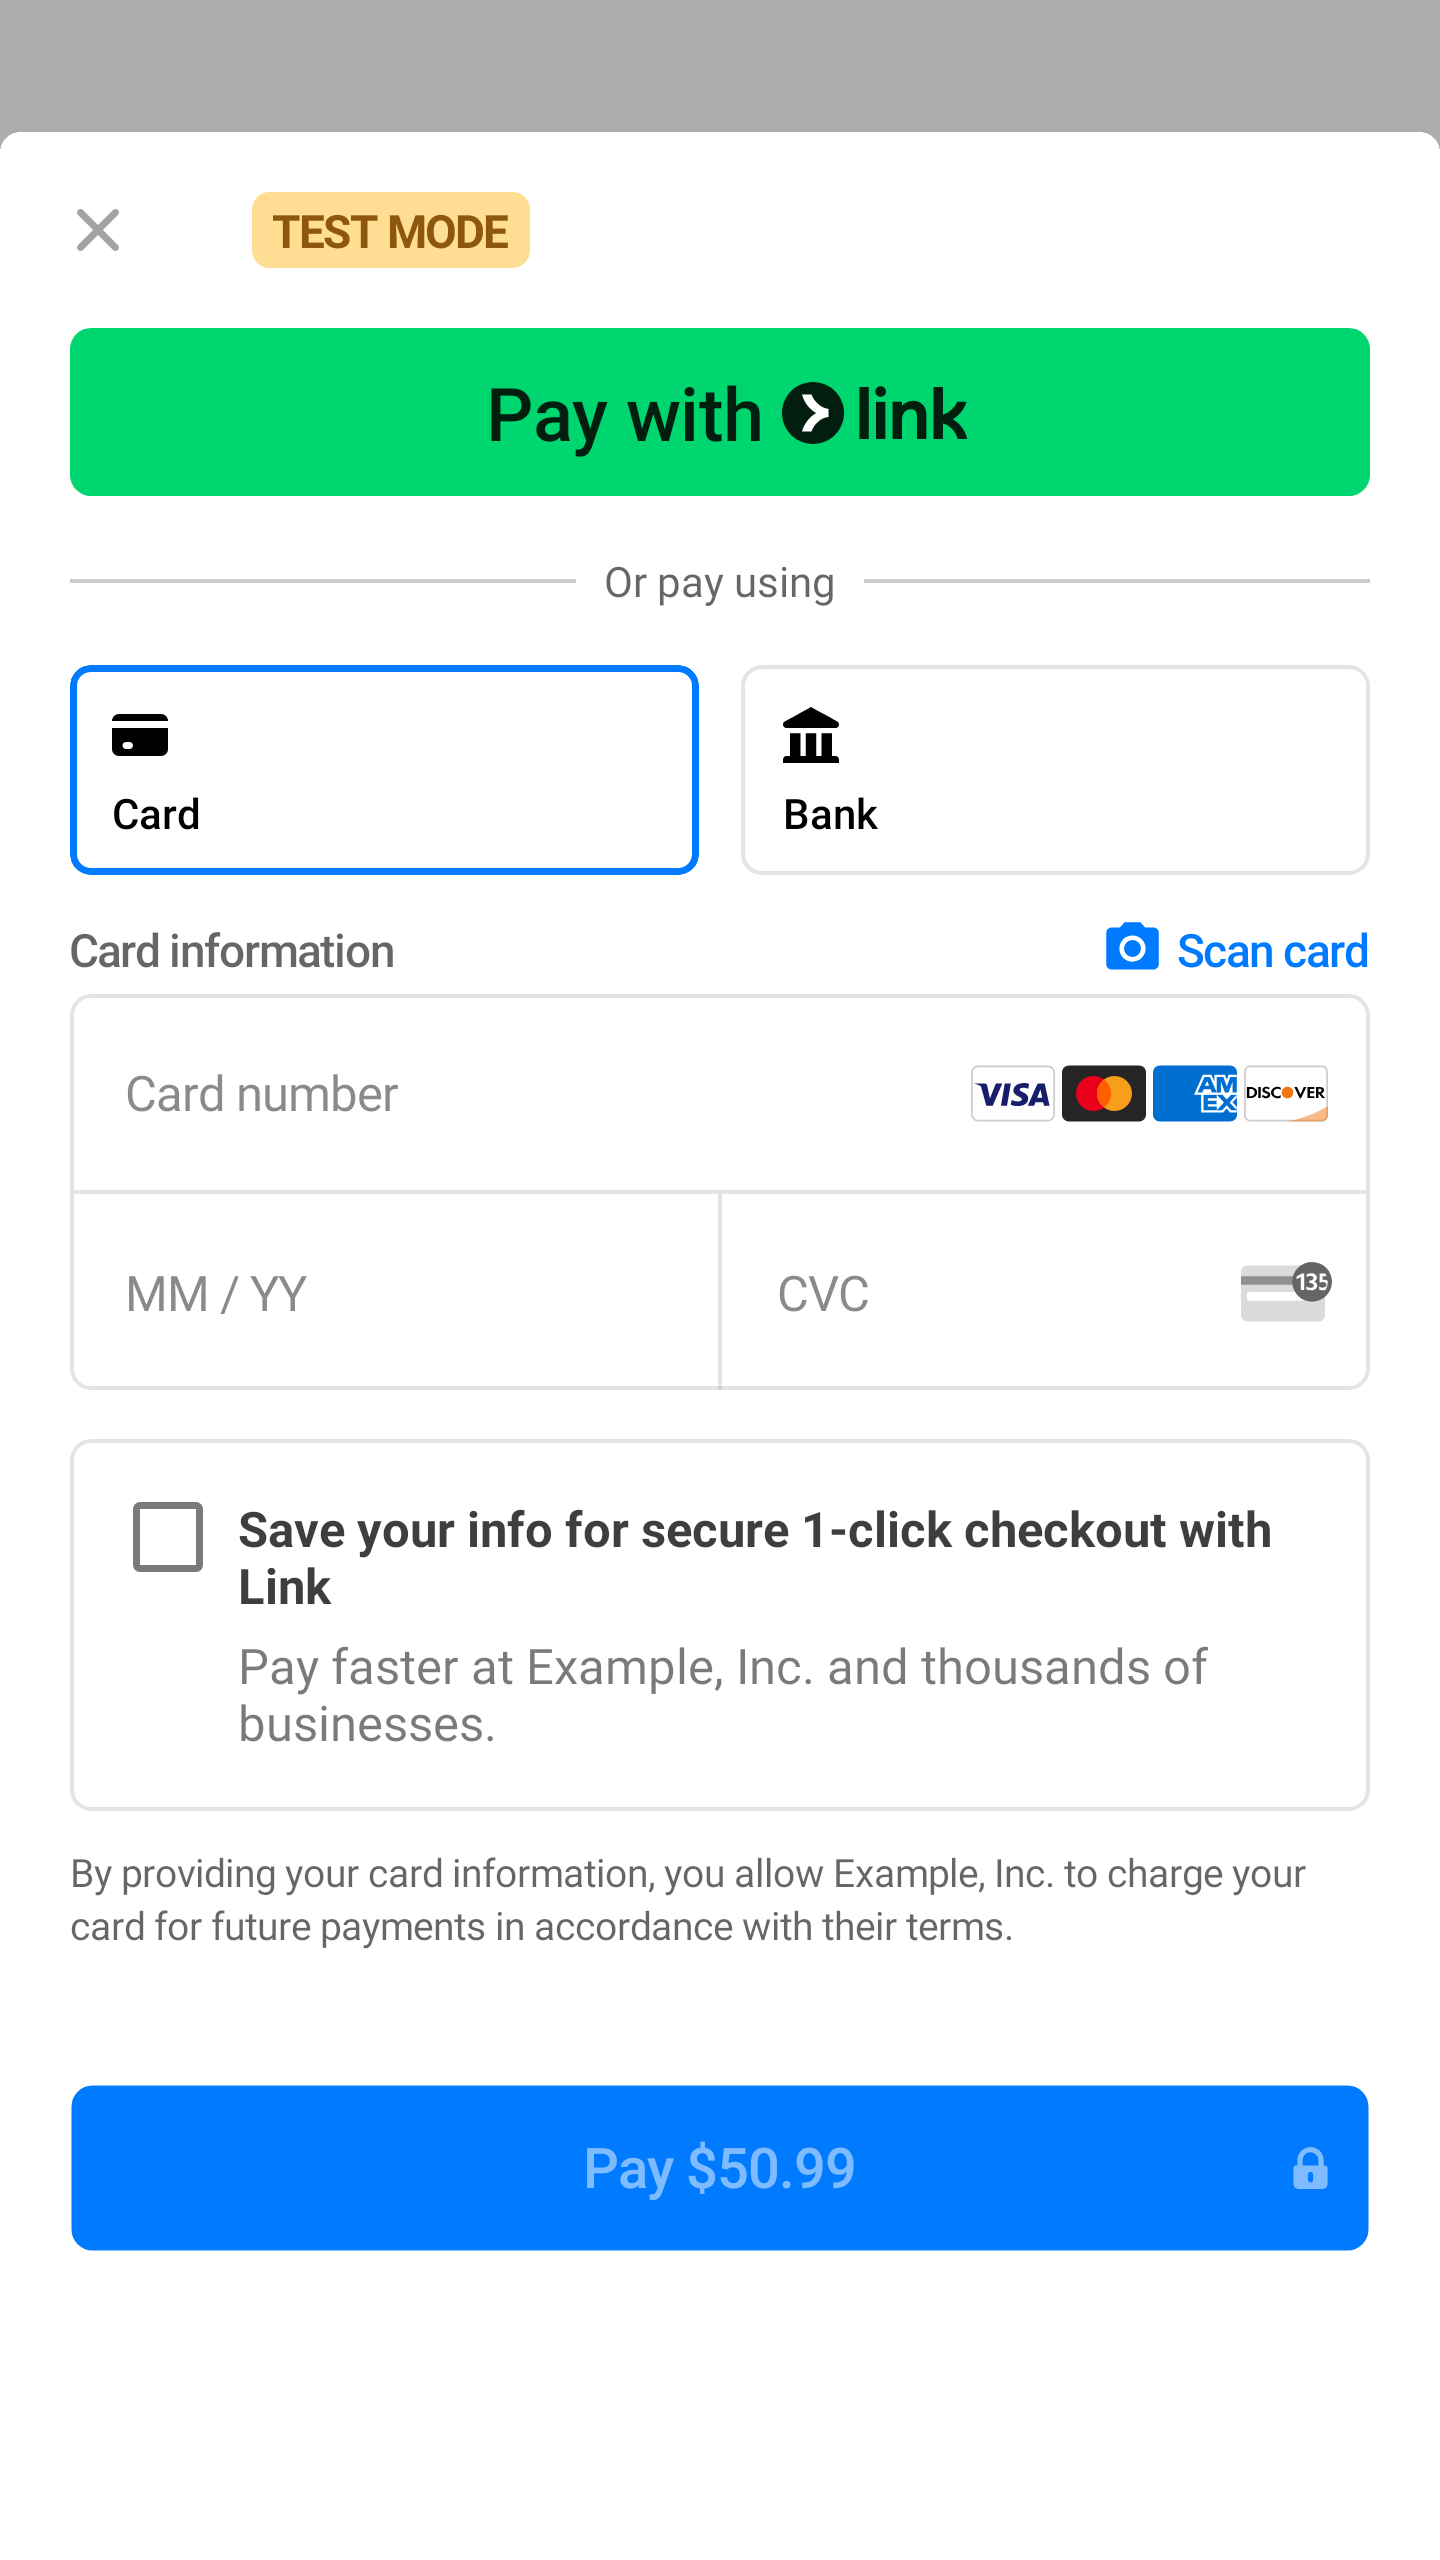 TEST MODE
Pay with link
Or pay using
Card
Bank
Card information
Scan card
Card number
VISA
AM
EX
DISCOVER
MM / YY
CVC
135
Save your info for secure 1-click checkout with
Link
Pay faster at Example, Inc. and thousands of
businesses.
By providing your card information, you allow Example, Inc. to charge your
card for future payments in accordance with their terms.
Pay $50.99